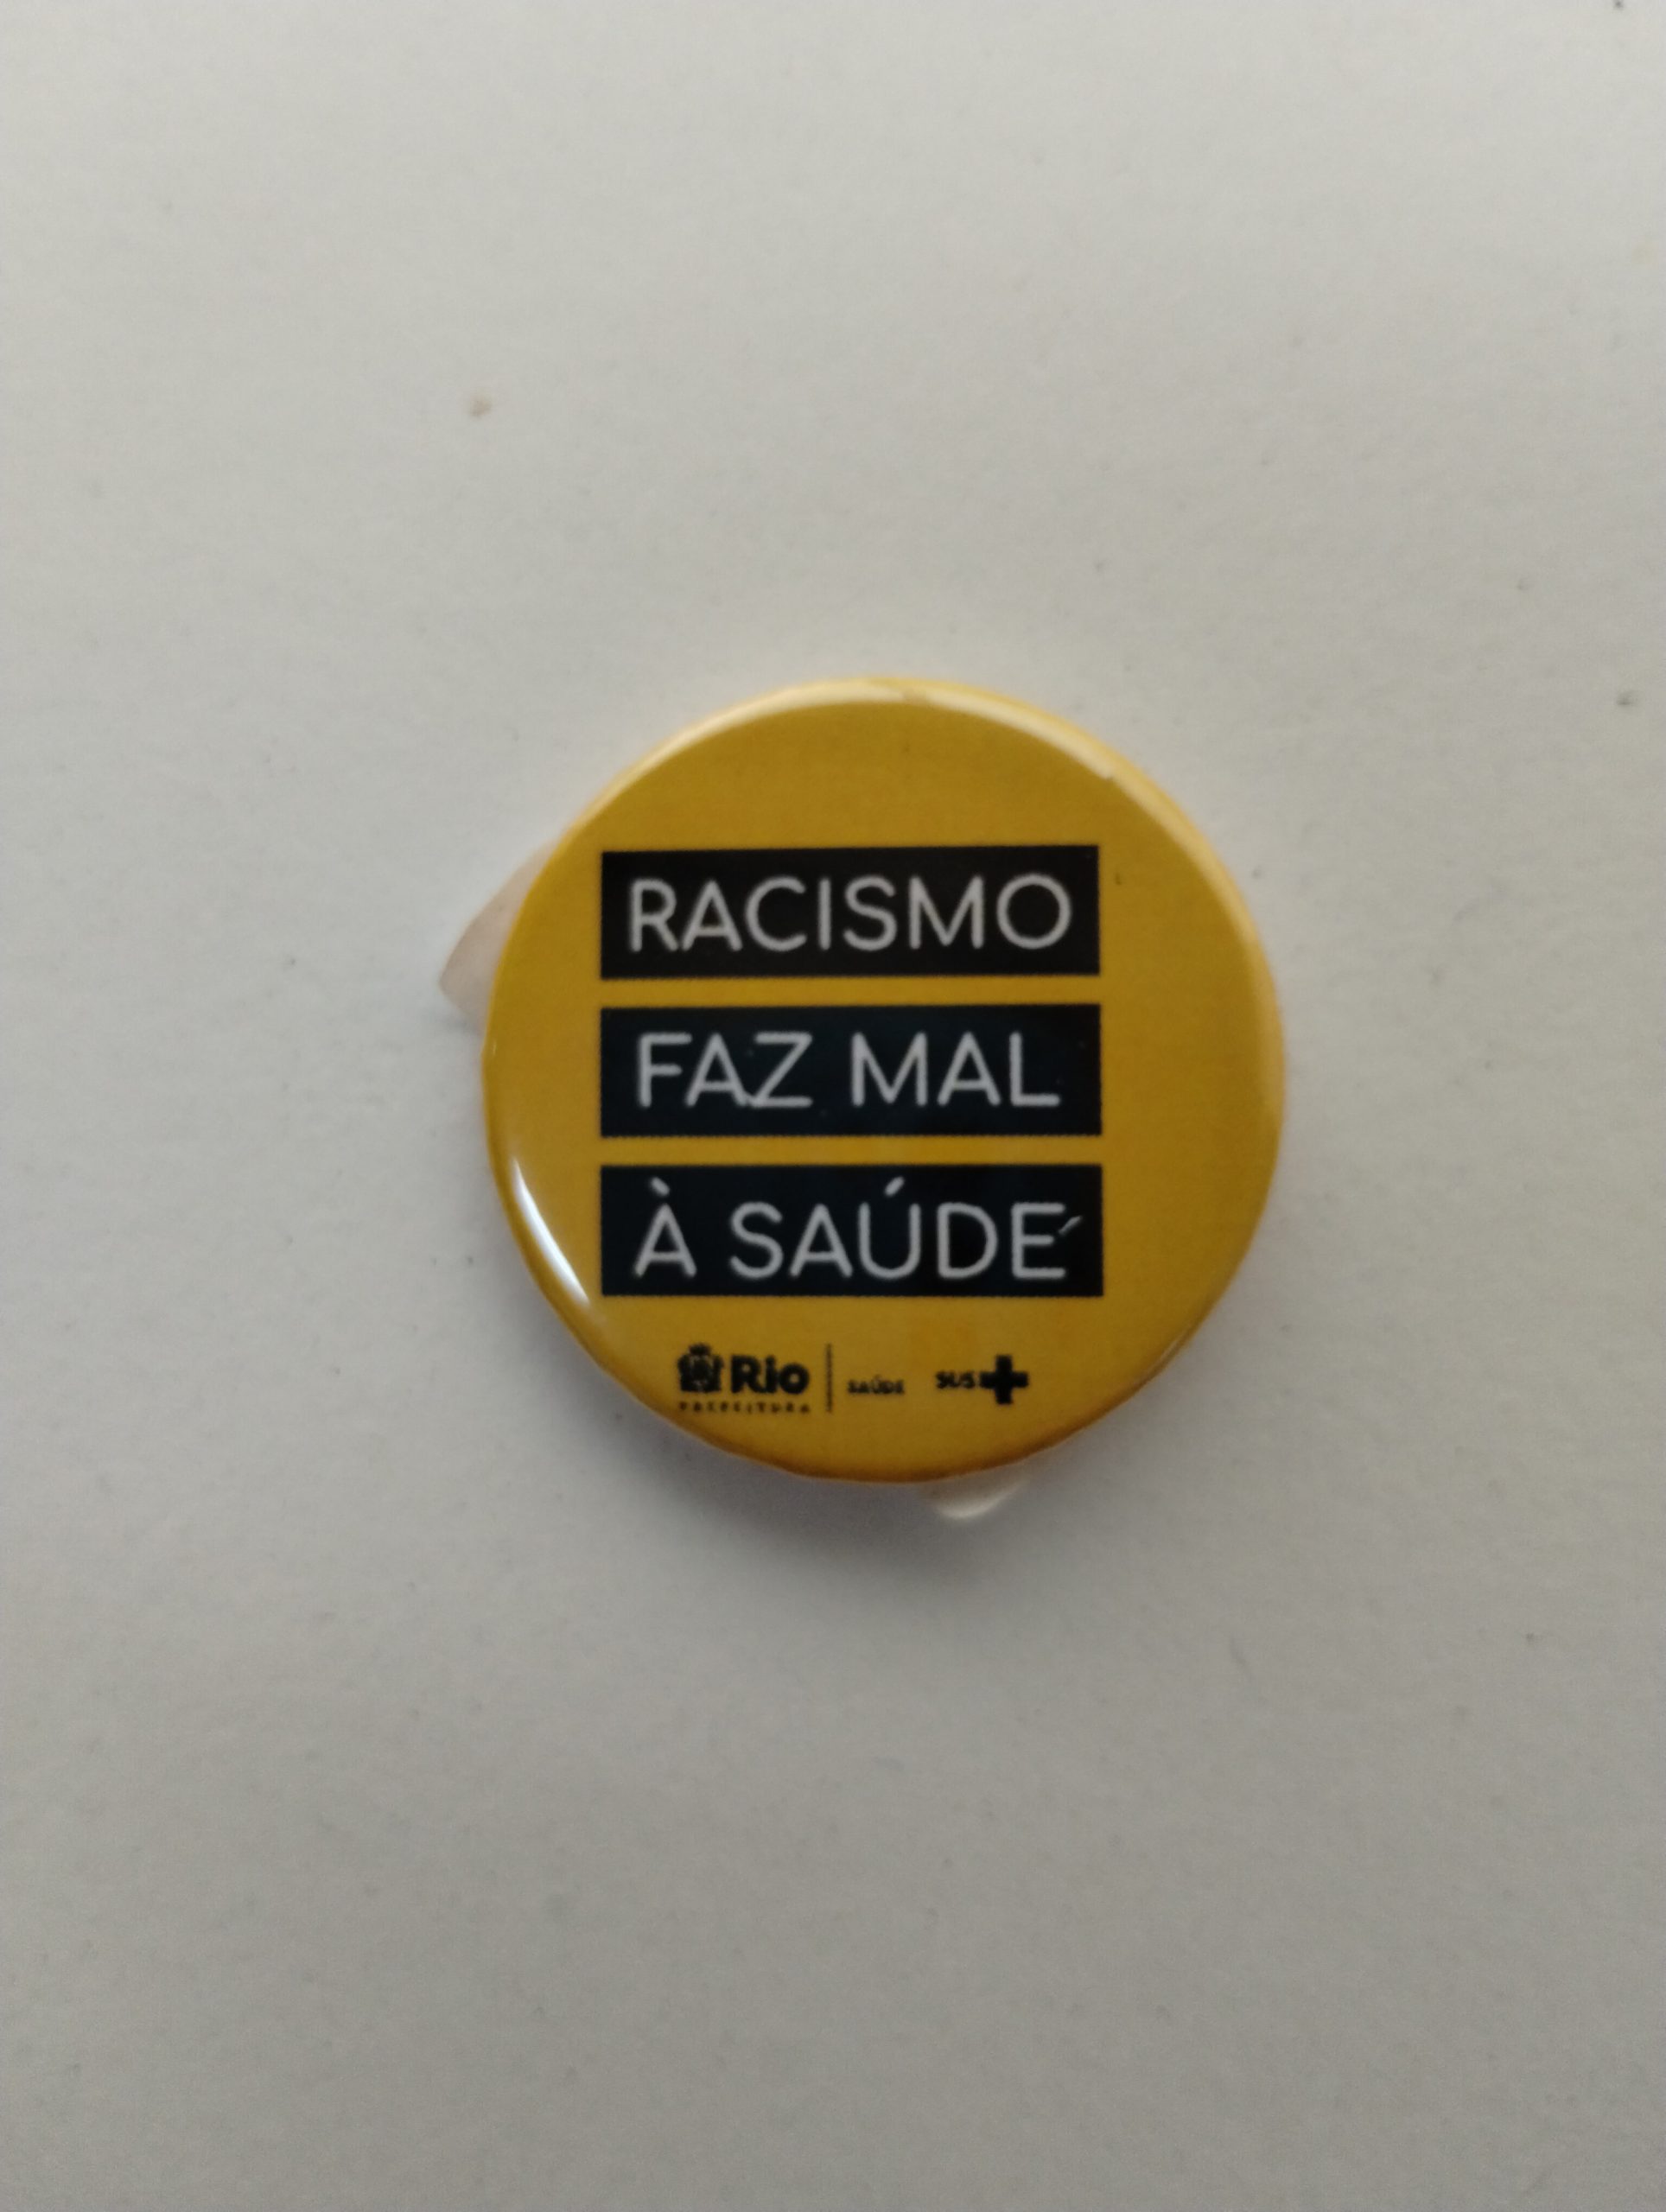 RACISMO
FAZ MAL
À SAÚDE
Rio
PREFEITURA
SAÚDE
SUS